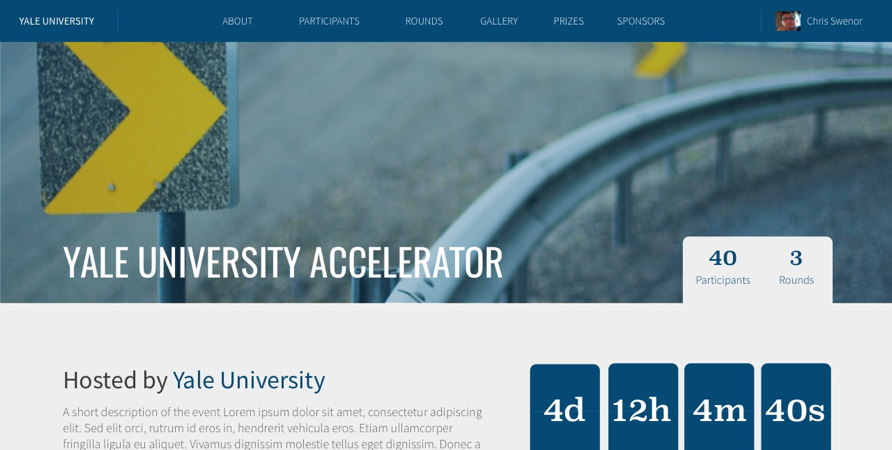 YALE UNIVERSITY
ABOUT
PARTICIPANTS
ROUNDS
GALLERY
PRIZES
SPONSORS
Chris Swenor
YALE UNIVERSITY ACCELERATOR
40
Participants
3
Rounds
Hosted by Yale University
A short description of the event Lorem ipsum dolor sit amet, consectetur adipiscing
elit. Sed elit orci, rutrum id eros in, hendrerit vehicula eros. Etiam ullamcorper
fringilla ligula eu aliquet. Vivamus dignissim molestie tellus eget dignissim. Donec a
4d 12h 4m 40s